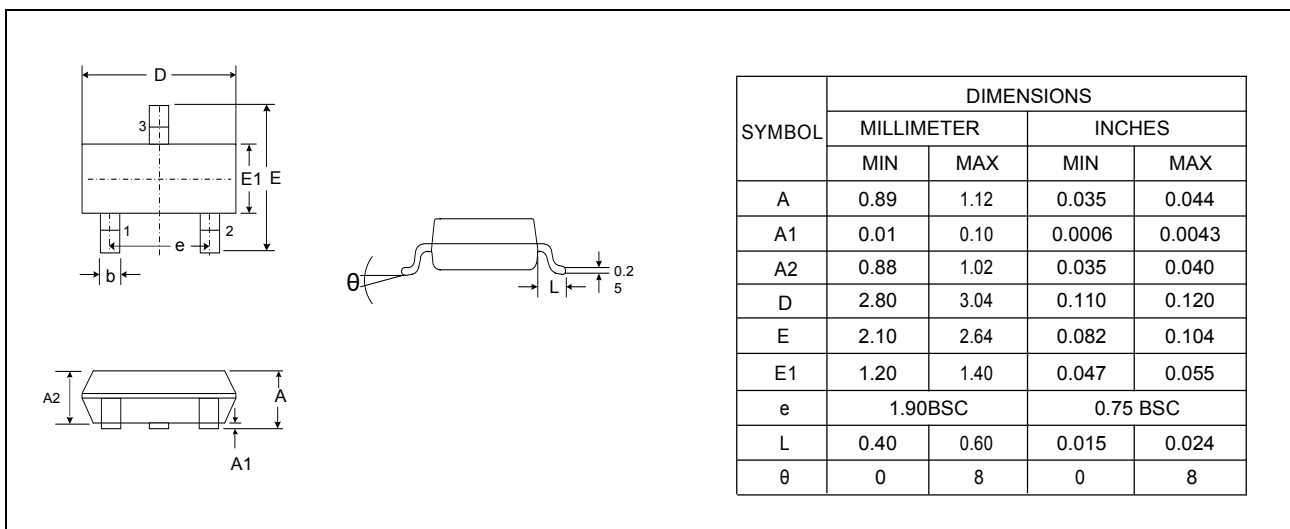 D
3
E1 E
1 2
e
b
θ
L
0.2
5
A2
A
A1
DIMENSIONS
SYMBOL MILLIMETER INCHES
MIN MAX MIN MAX
A 0.89 1.12 0.035 0.044
A1 0.01 0.10 0.0006 0.0043
A2 0.88 1.02 0.035 0.040
D 2.80 3.04 0.110 0.120
E 2.10 2.64 0.082 0.104
E1 1.20 1.40 0.047 0.055
e 1.90BSC 0.75 BSC
L 0.40 0.60 0.015 0.024
θ 0 8 0 8